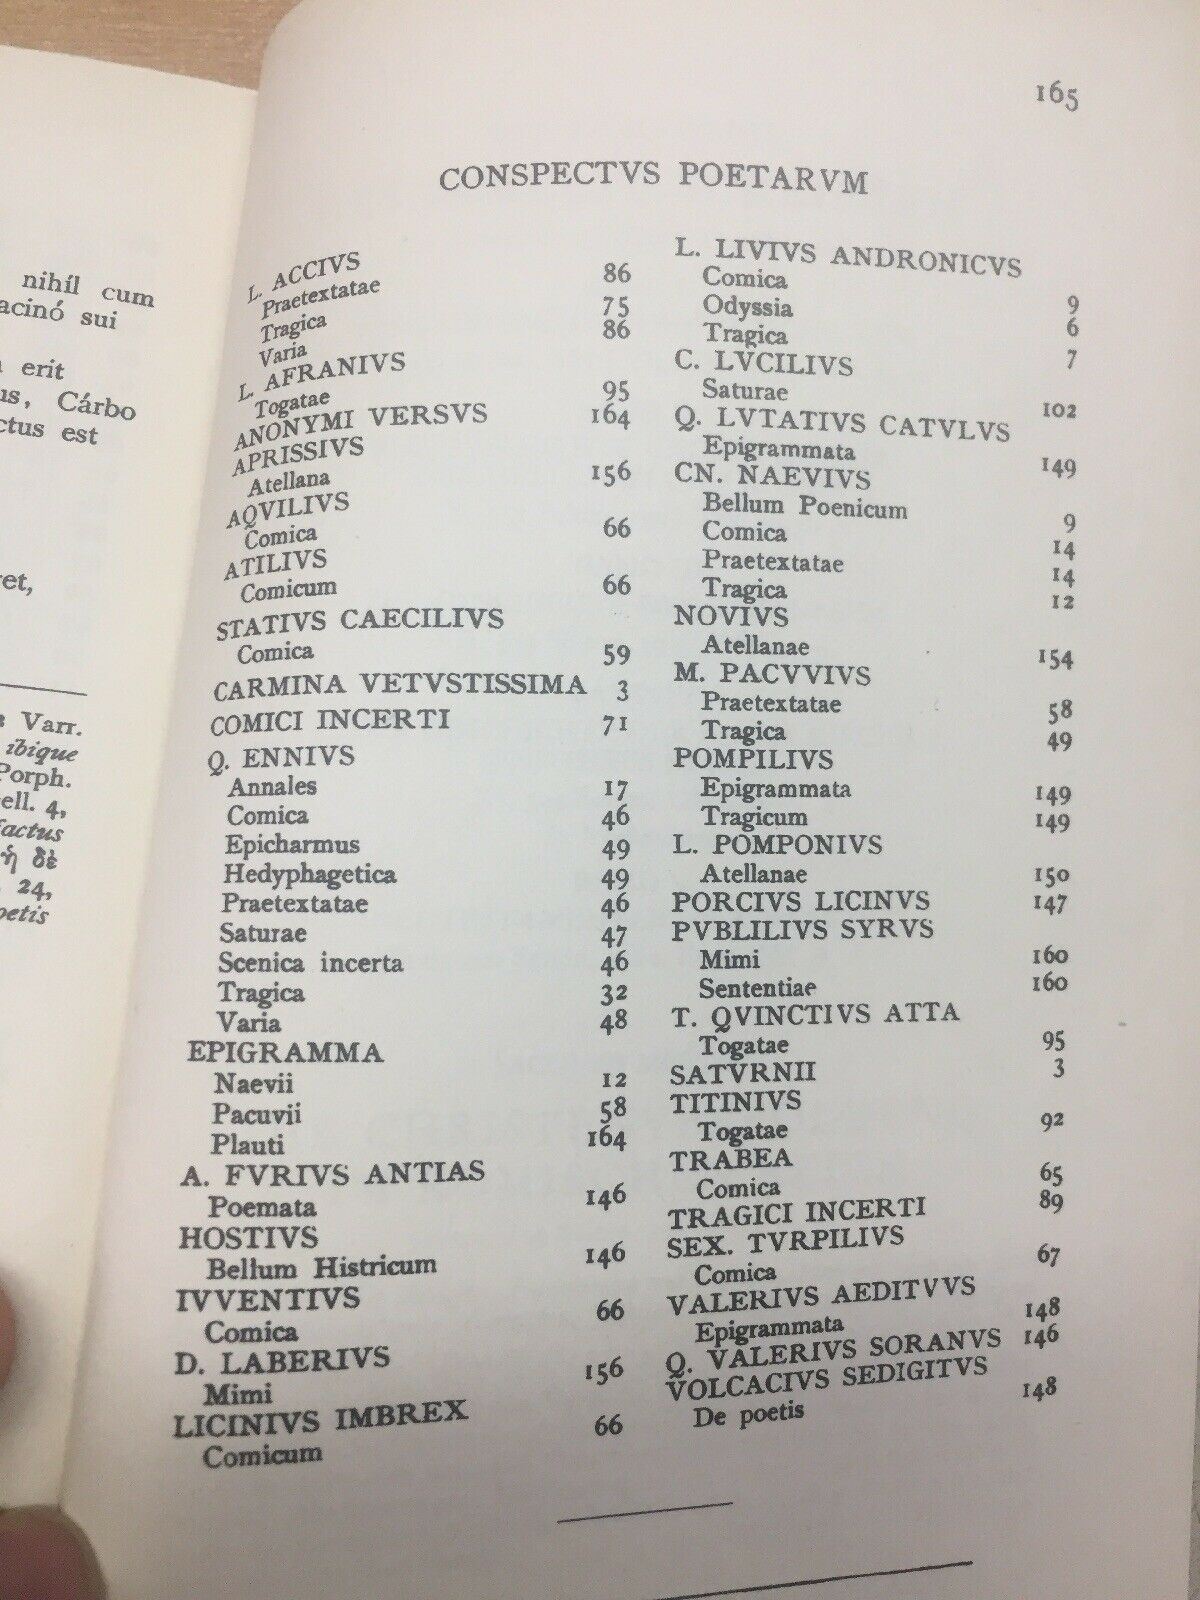 165
CONSPECTVS POETARVM
L. ACCIVS
Praetextatae 86
Tragica 75
Varia 86
L. AFRANIVS
Togatae 95
ANONYMI VERSVS 164
APRISSIVS
Atellana 156
AQVILIVS
Comica 66
ATILIVS
Comicum 66
STATIVS CAECILIVS
Comica 59
CARMINA VETVSTISSIMA 3
COMICI INCERTI 71
Q. ENNIVS
Annales 17
Comica 46
Epicharmus 49
Hedyphagetica 49
Praetextatae 46
Saturae 47
Scenica incerta 46
Tragica 32
Varia 48
EPIGRAMMA
Naevii 12
Pacuvii 58
Plauti 164
A. FVRIVS ANTIAS
Poemata 146
HOSTIVS
Bellum Histricum 146
IVVENTIVS
Comica 66
D. LABERIVS
Mimi 156
LICINIVS IMBREX
Comicum 66
L. LIVIVS ANDRONICVS
Comica 9
Odyssia 6
Tragica 7
C. LVCILIVS
Saturae 102
Q. LVTATIVS CATVLVS
Epigrammata 149
CN. NAEVIVS
Bellum Poenicum 9
Comica 14
Praetextatae 14
Tragica 12
NOVIVS
Atellanae 154
M. PACVVIVS
Praetextatae 58
Tragica 49
POMPILIVS
Epigrammata 149
Tragicum 149
L. POMPONIVS
Atellanae 150
PORCIVS LICINVS 147
PVBLILIVS SYRVS
Mimi 160
Sententiae 160
T. QVINCTIVS ATTA
Togatae 95
SATVRNII 3
TITINIVS
Togatae 92
TRABEA
Comica 65
TRAGICI INCERTI 89
SEX. TVRPILIVS
Comica 67
VALERIVS AEDITVVS
Epigrammata 148
Q. VALERIVS SORANVS 146
VOLCACIVS SEDIGITVS
De poetis 148
nihíl cum
sui
erit
Cárbo
est
Varr.
ibique
Porph.
4,
ἡ δὲ
24,